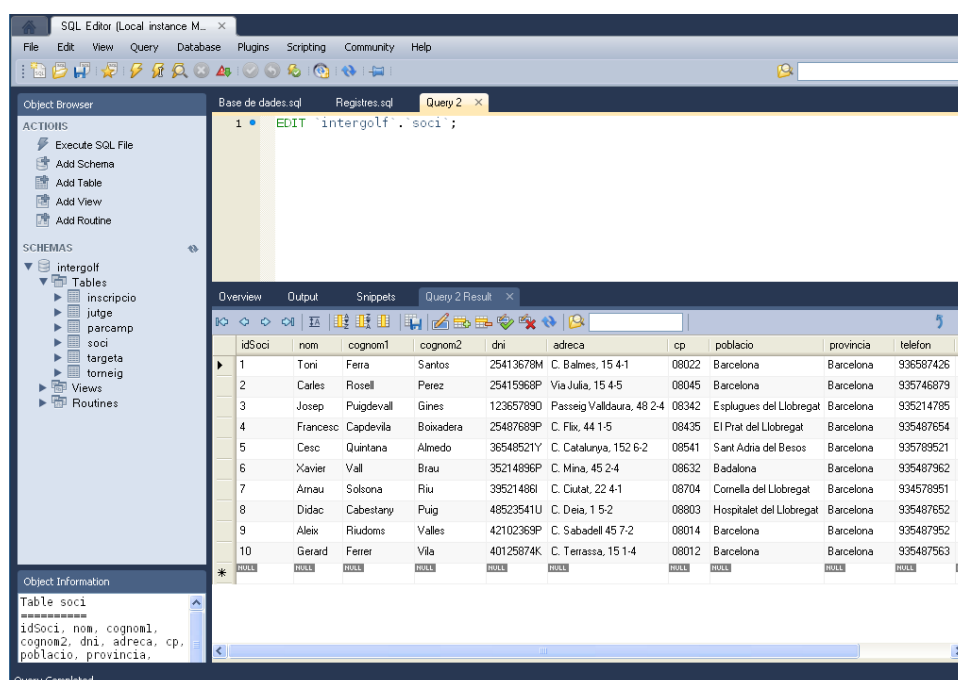 SQL Editor (Local instance M...
File Edit View Query Database Plugins Scripting Community Help
Object Browser
ACTIONS
Execute SQL File
Add Schema
Add Table
Add View
Add Routine
SCHEMAS
intergolf
Tables
inscripcio
jutge
parcamp
soci
targeta
torneig
Views
Routines
Object Information
Table soci
==========
idSoci, nom, cognom1,
cognom2, dni, adreca, cp,
poblacio, provincia,
Base de dades.sql Registres.sql Query 2
1 EDIT `intergolf`.`soci`;
Overview Output Snippets Query 2 Result
idSoci nom cognom1 cognom2 dni adreca cp poblacio provincia telefon
1 Toni Ferra Santos 25413678M C. Balmes, 15 4-1 08022 Barcelona Barcelona 936587426
2 Carles Rosell Perez 25415968P Via Julia, 15 4-5 08045 Barcelona Barcelona 935746879
3 Josep Puigdevall Gines 12365789O Passeig Valldaura, 48 2-4 08342 Esplugues del Llobregat Barcelona 935214785
4 Francesc Capdevila Boixadera 25487689P C. Flix, 44 1-5 08435 El Prat del Llobregat Barcelona 935487654
5 Cesc Quintana Almedo 36548521Y C. Catalunya, 152 6-2 08541 Sant Adria del Besos Barcelona 935789521
6 Xavier Vall Brau 35214896P C. Mina, 45 2-4 08632 Badalona Barcelona 935487962
7 Arnau Solsona Riu 39521486I C. Ciutat, 22 4-1 08704 Cornella del Llobregat Barcelona 934578951
8 Didac Cabestany Puig 48523541U C. Deia, 1 5-2 08803 Hospitalet del Llobregat Barcelona 935487652
9 Aleix Riudoms Valles 42102369P C. Sabadell 45 7-2 08014 Barcelona Barcelona 935487952
10 Gerard Ferrer Vila 40125874K C. Terrassa, 15 1-4 08012 Barcelona Barcelona 935487563
NULL NULL NULL NULL NULL NULL NULL NULL NULL NULL
Query Completed